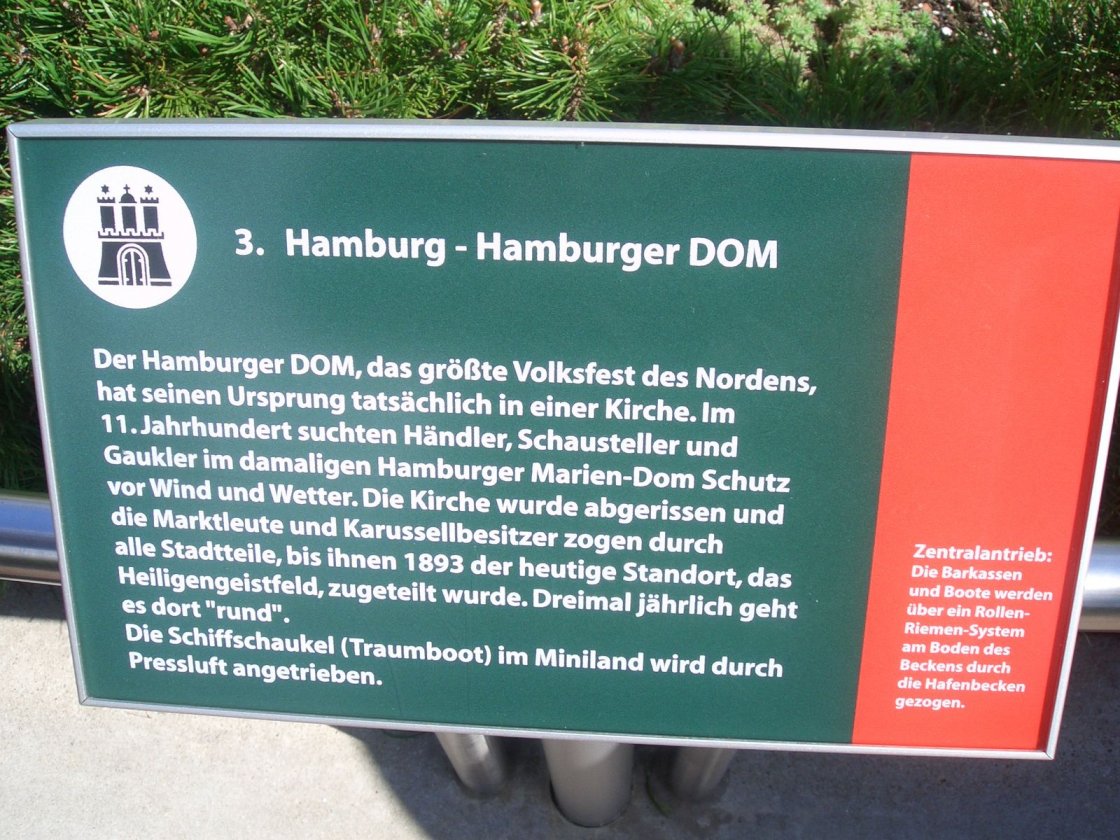 3. Hamburg - Hamburger DOM
Der Hamburger DOM, das größte Volksfest des Nordens,
hat seinen Ursprung tatsächlich in einer Kirche. Im
11. Jahrhundert suchten Händler, Schausteller und
Gaukler im damaligen Hamburger Marien-Dom Schutz
vor Wind und Wetter. Die Kirche wurde abgerissen und
die Marktleute und Karussellbesitzer zogen durch
alle Stadtteile, bis ihnen 1893 der heutige Standort, das
Heiligengeistfeld, zugeteilt wurde. Dreimal jährlich geht
es dort "rund".
Die Schiffschaukel (Traumboot) im Miniland wird durch
Pressluft angetrieben.
Zentralantrieb:
Die Barkassen
und Boote werden
über ein Rollen-
Riemen-System
am Boden des
Beckens durch
die Hafenbecken
gezogen.